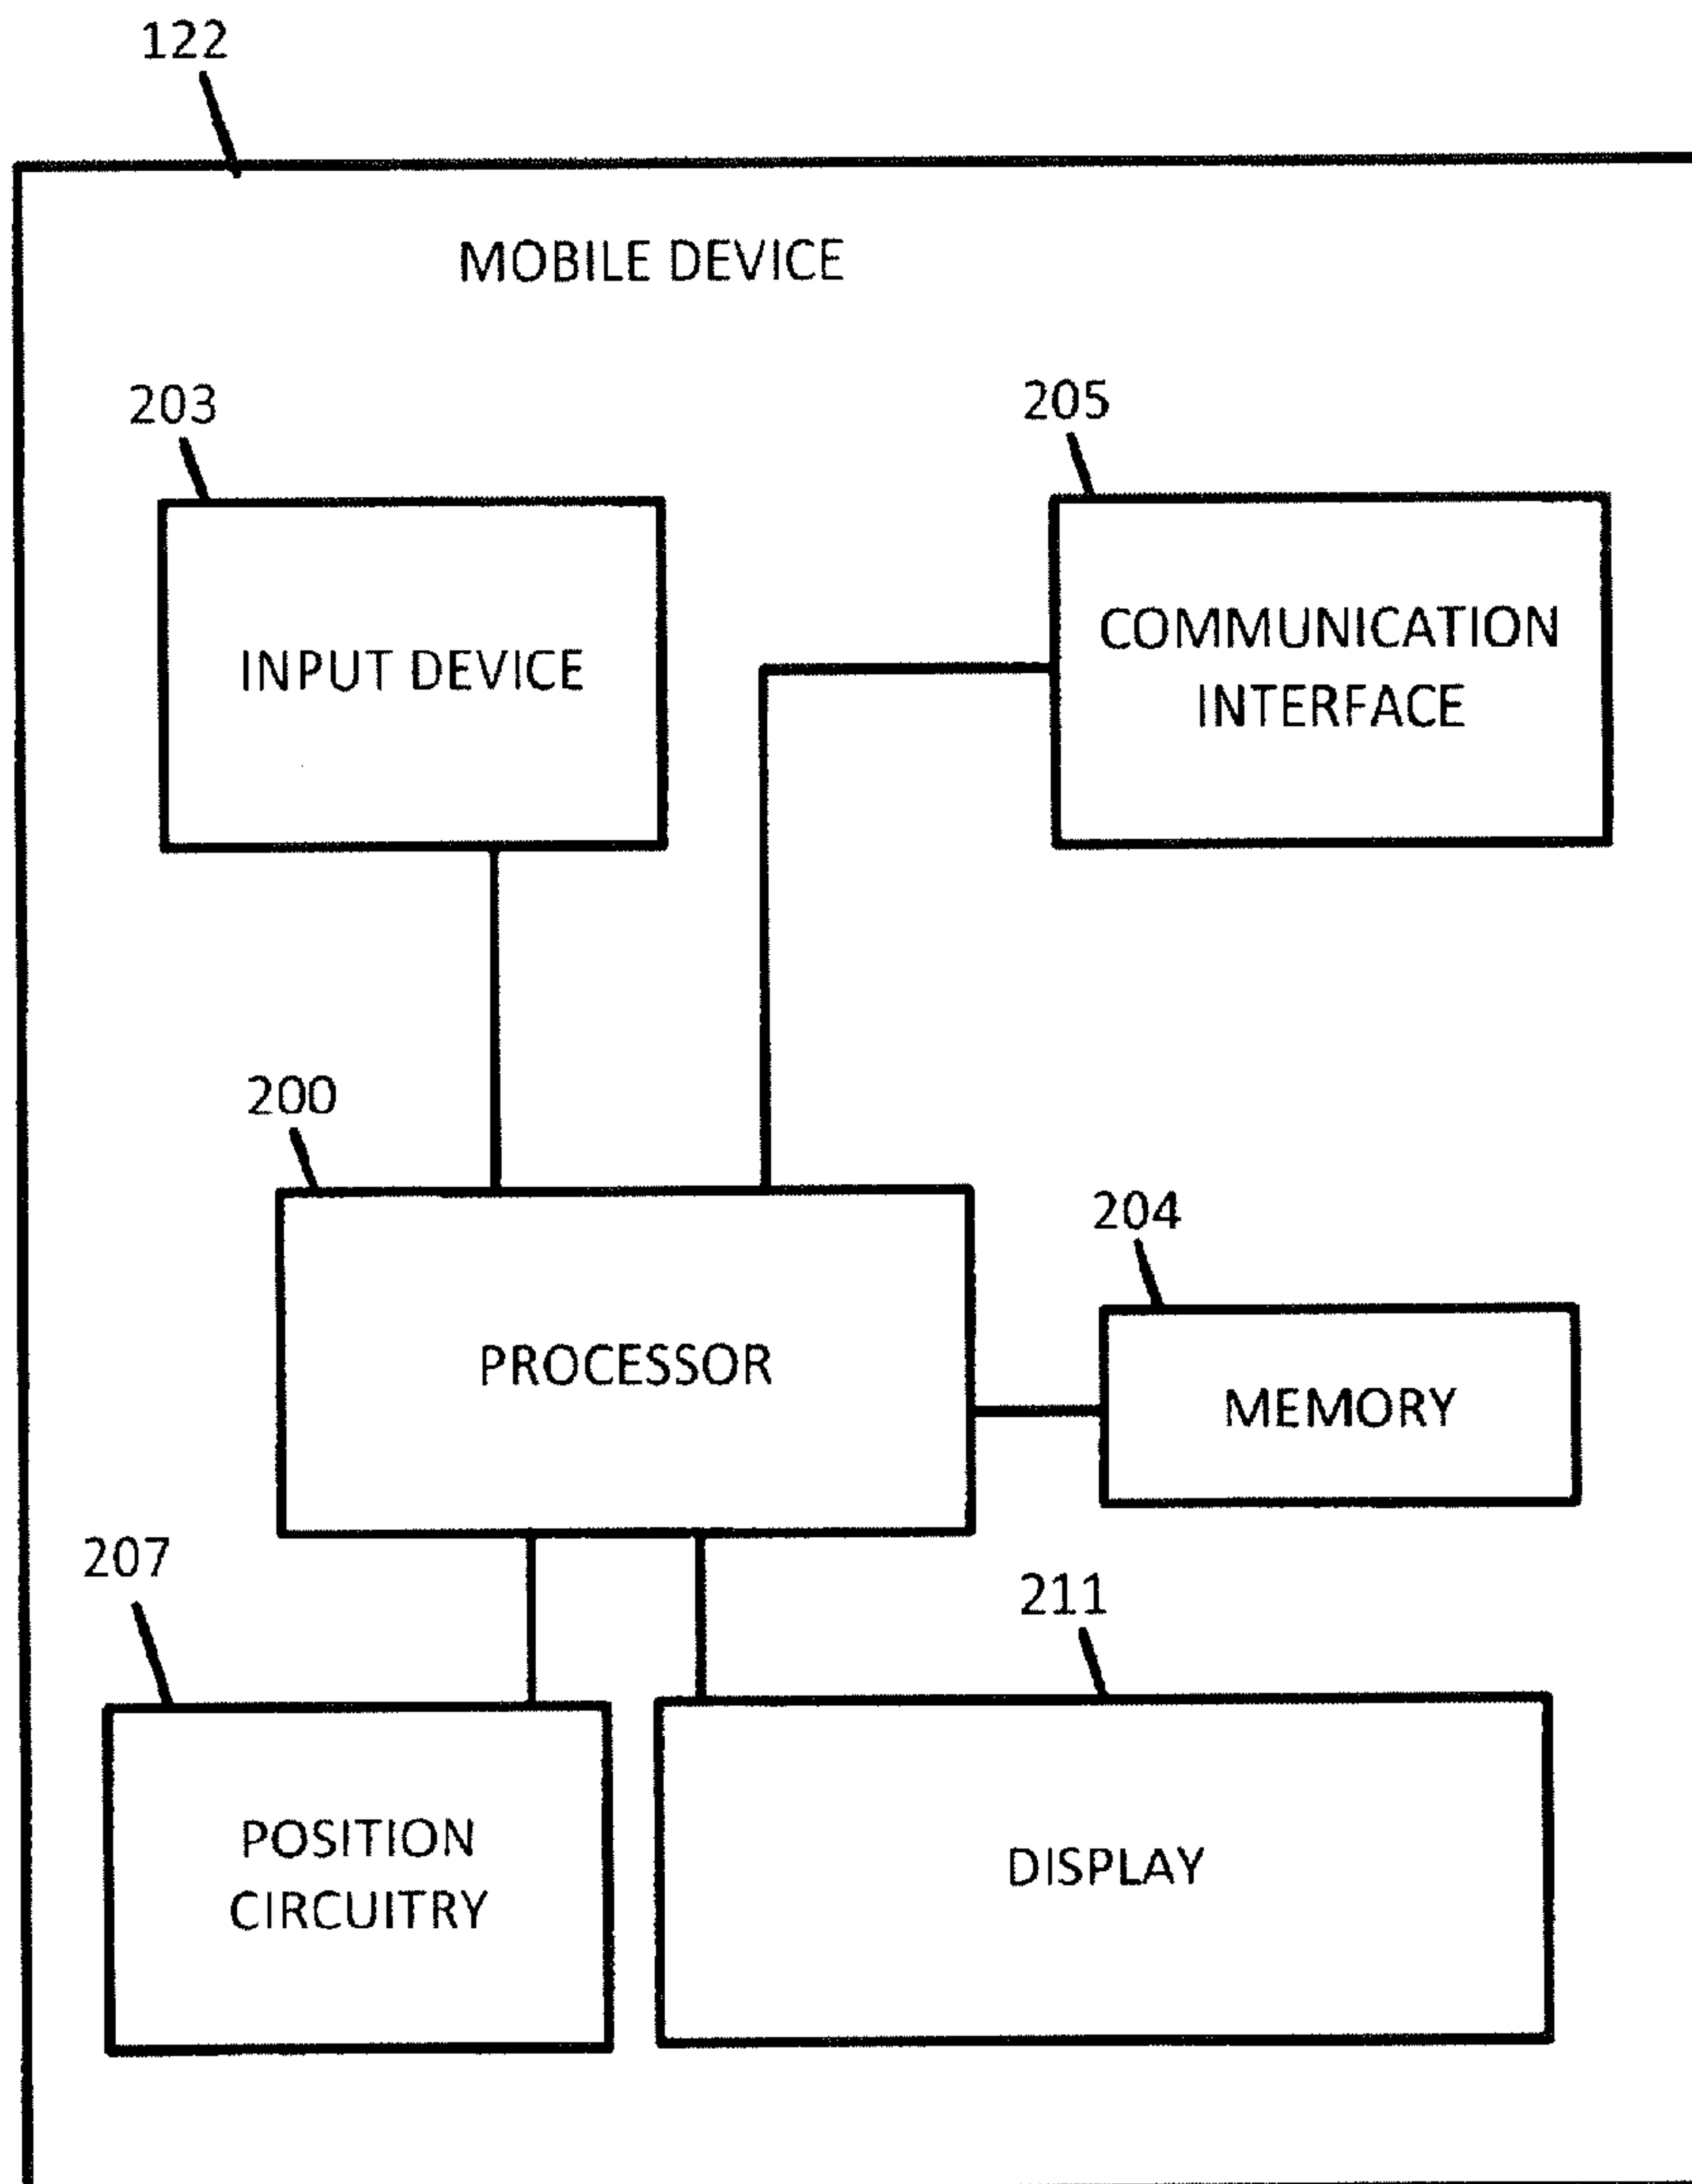 122
MOBILE DEVICE
203
205
INPUT DEVICE
COMMUNICATION
INTERFACE
200
204
PROCESSOR
MEMORY
207
211
POSITION
CIRCUITRY
DISPLAY